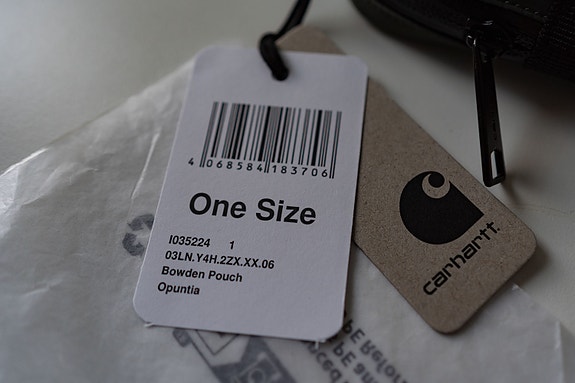 4 068584 183706
One Size
I035224 1
03LN.Y4H.2ZX.XX.06
Bowden Pouch
Opuntia
carhartt